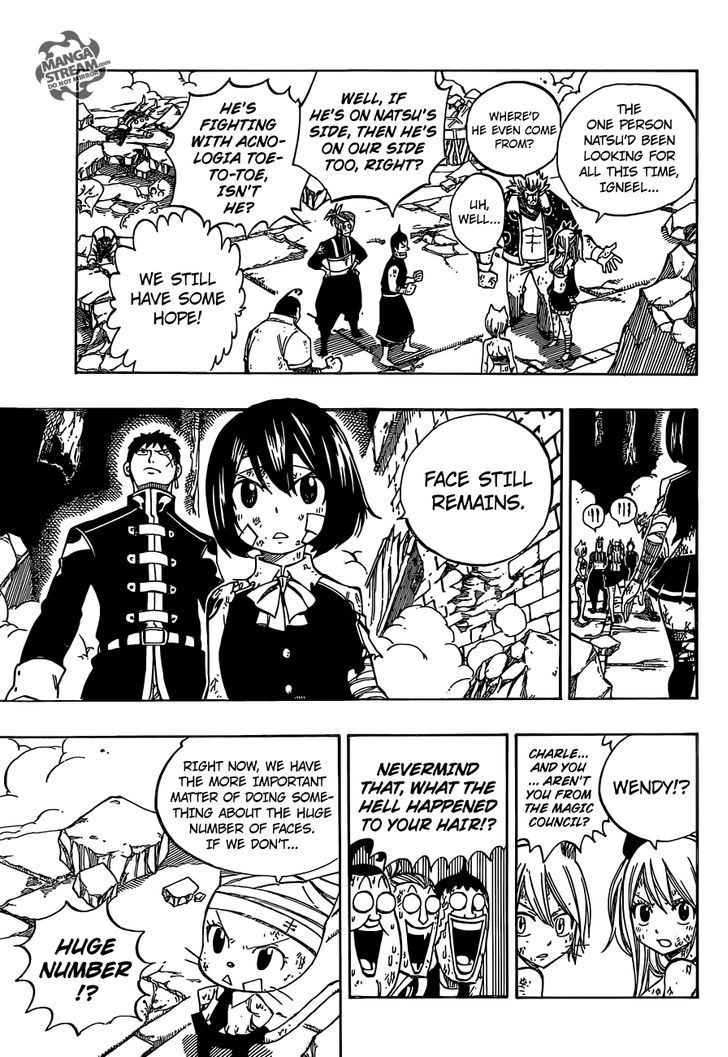 MANGA
STREAM.com
DO NOT MIRROR
THE
ONE PERSON
NATSU'D BEEN
LOOKING FOR
ALL THIS TIME,
IGNEEL...
WHERE'D
HE EVEN COME
FROM?
UH,
WELL...
WELL, IF
HE'S ON NATSU'S
SIDE, THEN HE'S
ON OUR SIDE
TOO, RIGHT?
HE'S
FIGHTING
WITH ACNO-
LOGIA TOE-
TO-TOE,
ISN'T
HE?
WE STILL
HAVE SOME
HOPE!
!!!
!!!
FACE STILL
REMAINS.
WENDY!?
CHARLE...
AND YOU
... AREN'T
YOU FROM
THE MAGIC
COUNCIL?
NEVERMIND
THAT, WHAT THE
HELL HAPPENED
TO YOUR HAIR!?
RIGHT NOW, WE HAVE
THE MORE IMPORTANT
MATTER OF DOING SOME-
THING ABOUT THE HUGE
NUMBER OF FACES.
IF WE DON'T...
HUGE
NUMBER
!?